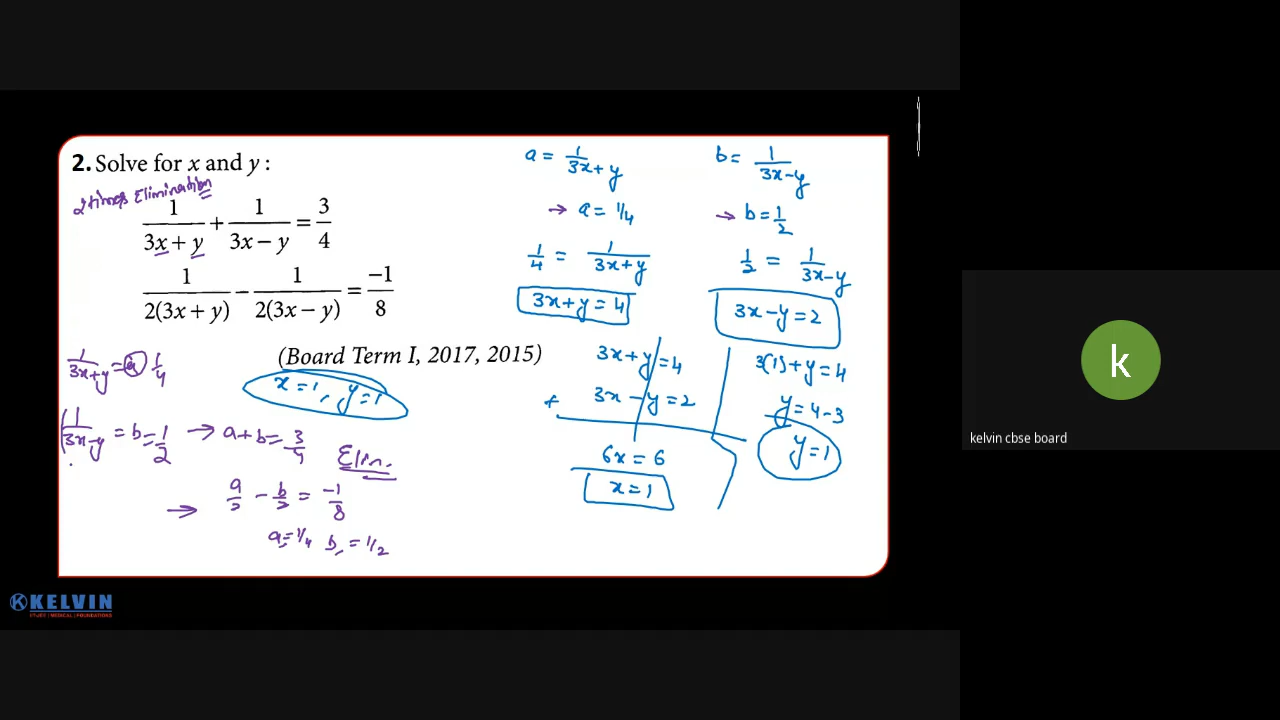 2. Solve for x and y :
2 times Elimination
1/(3x + y) + 1/(3x − y) = 3/4
1/(2(3x + y)) − 1/(2(3x − y)) = −1/8
(Board Term I, 2017, 2015)
x = 1, y = 1
1/(3x+y) = a 1/4
1/(3x−y) = b = 1/2
→ a + b = 3/4
Elim.
→ a/2 − b/2 = −1/8
a = 1/4 b = 1/2
a = 1/(3x+y)
→ a = 1/4
1/4 = 1/(3x+y)
3x + y = 4
b = 1/(3x−y)
→ b = 1/2
1/2 = 1/(3x−y)
3x − y = 2
3x + y = 4
+ 3x − y = 2
6x = 6
x = 1
3(1) + y = 4
y = 4 − 3
y = 1
KELVIN
k
kelvin cbse board